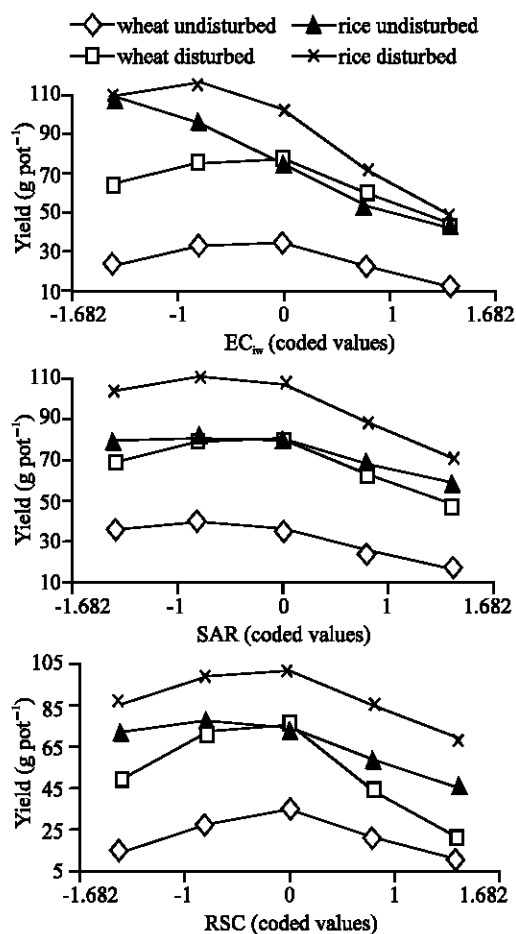 wheat undisturbed rice undisturbed
wheat disturbed rice disturbed
Yield (g pot⁻¹)
110
90
70
50
30
10
-1.682 -1 0 1 1.682
ECiw (coded values)
Yield (g pot⁻¹)
110
90
70
50
30
10
-1.682 -1 0 1 1.682
SAR (coded values)
Yield (g pot⁻¹)
105
85
65
45
25
5
-1.682 -1 0 1 1.682
RSC (coded values)